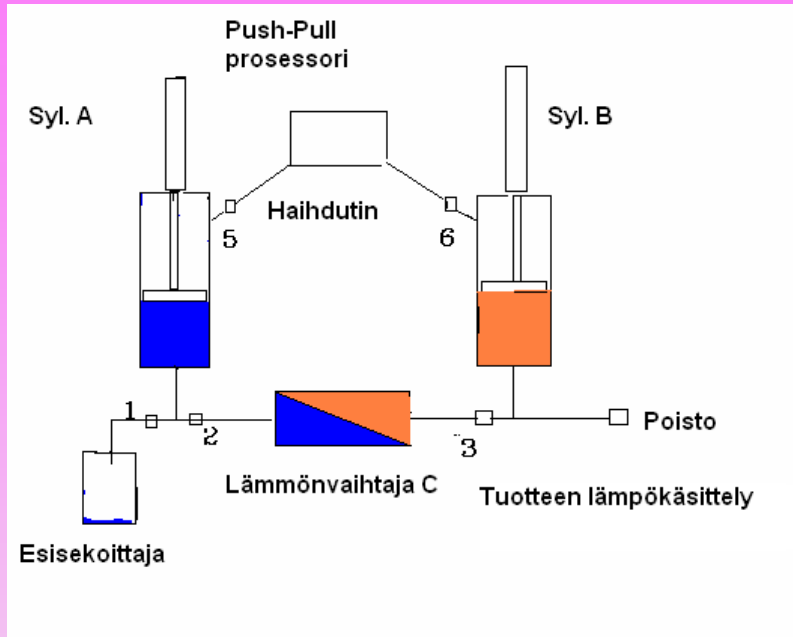 Push-Pull
prosessori
Syl. A
Syl. B
Haihdutin
5
6
1
2
3
Poisto
Lämmönvaihtaja C
Tuotteen lämpökäsittely
Esisekoittaja